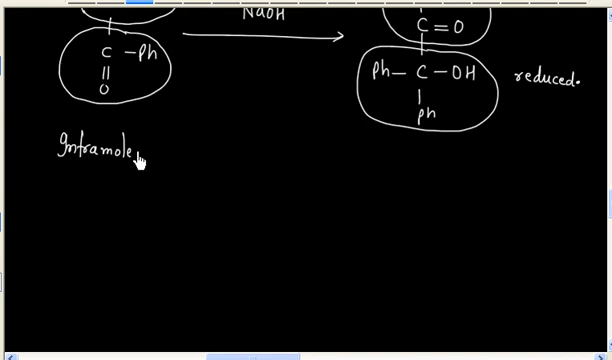 NaOH
C=O
C-Ph
||
O
Ph-C-OH
|
Ph
reduced.
Intramole